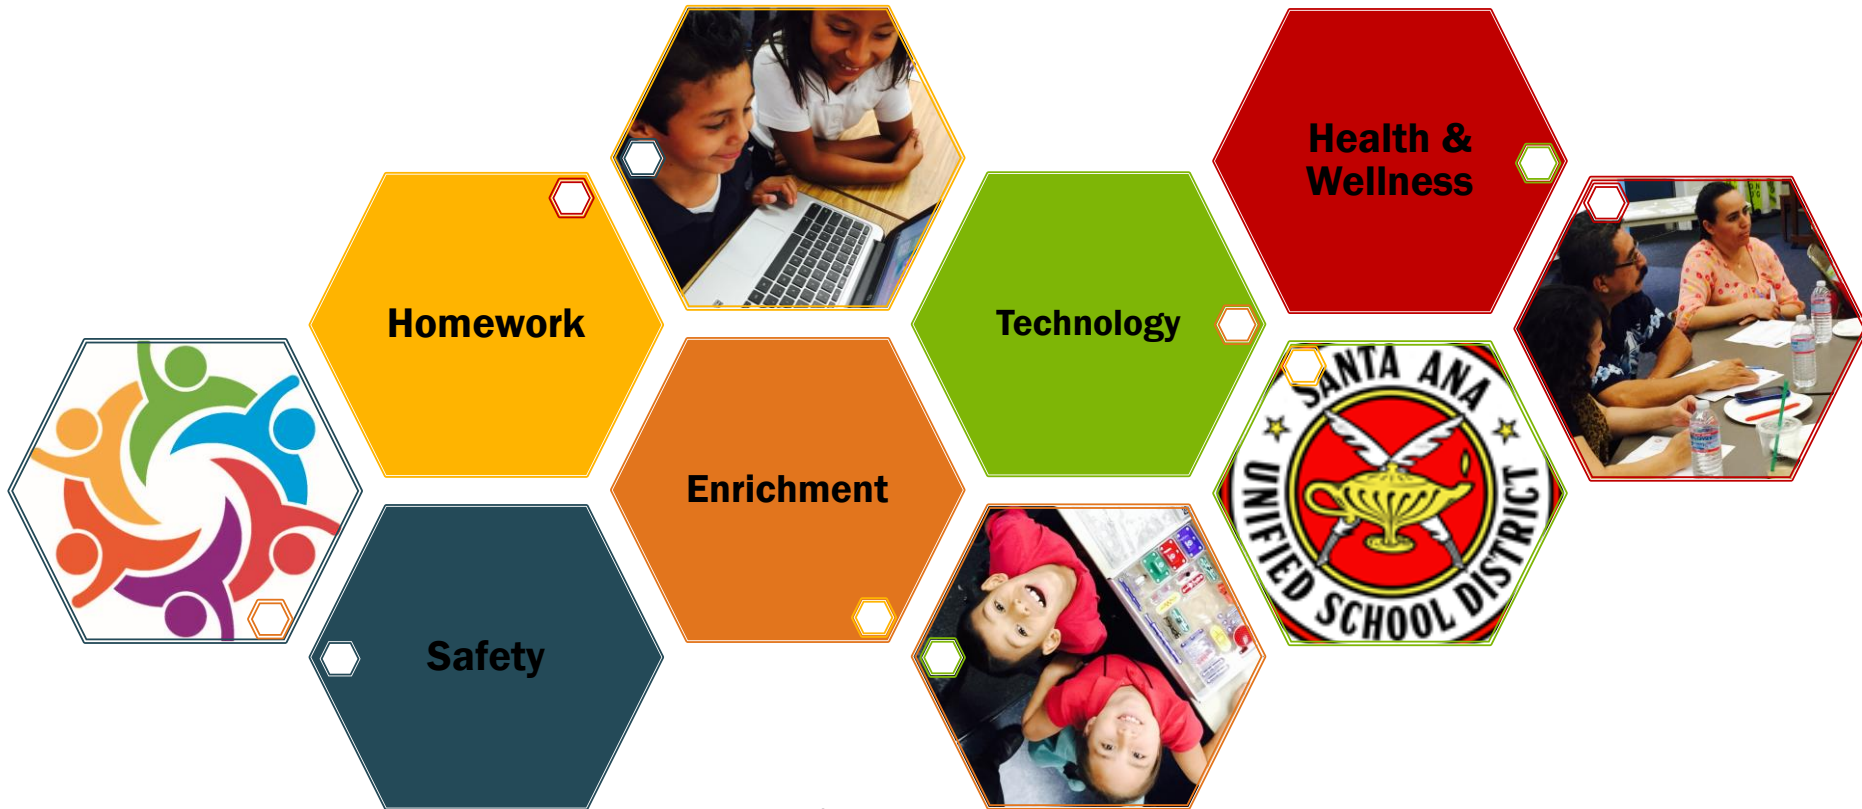 Health &
Wellness
Homework
Technology
SANTA ANA
UNIFIED SCHOOL DISTRICT
Enrichment
Safety